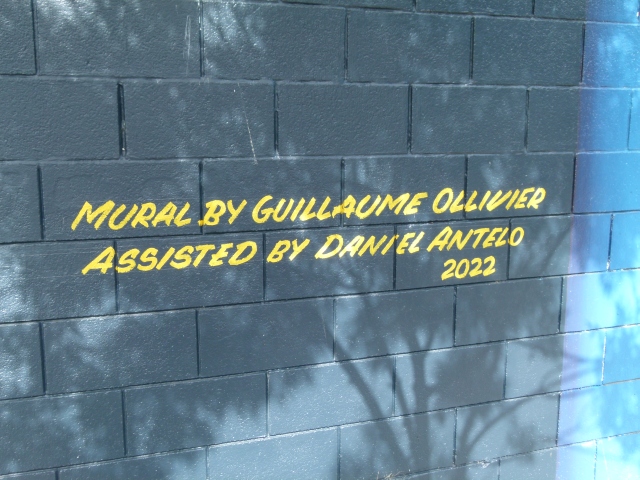 MURAL BY GUILLAUME OLLIVIER
ASSISTED BY DANIEL ANTELO
2022